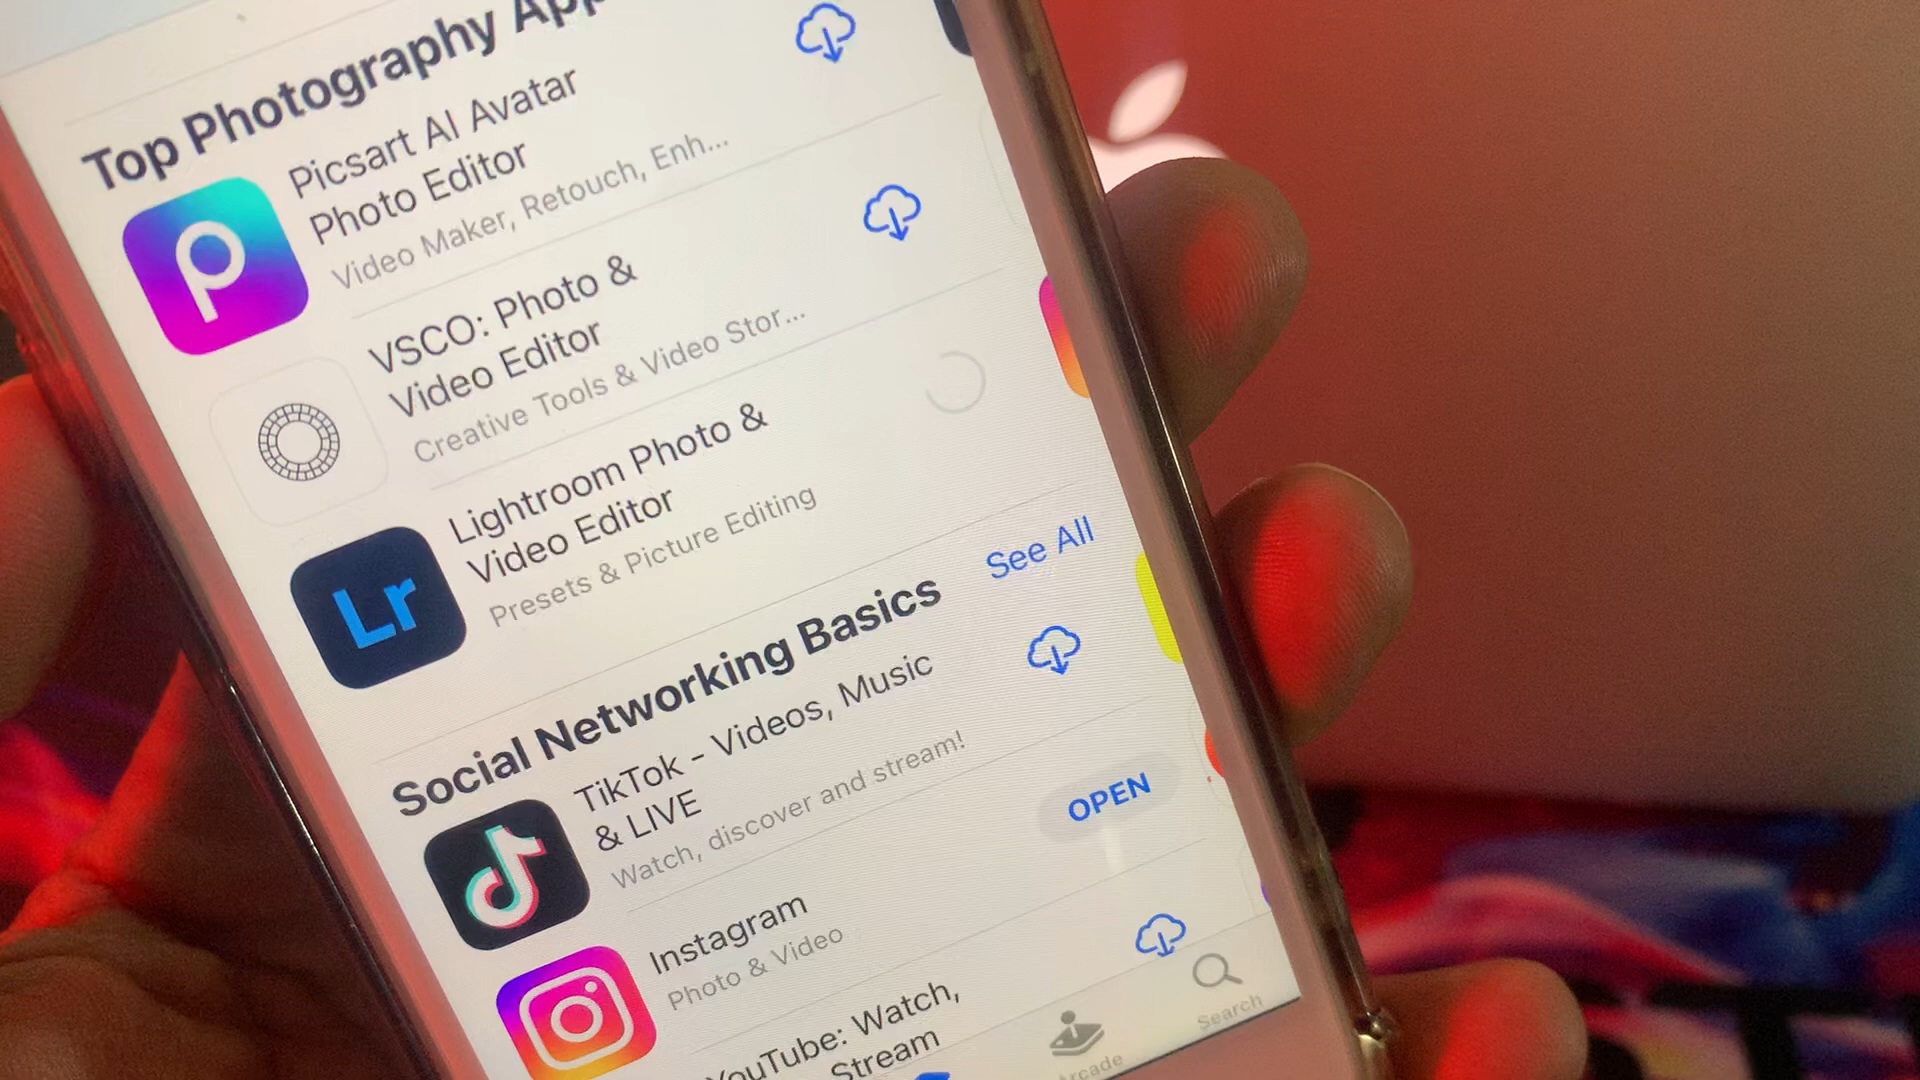 Top Photography App
Picsart AI Avatar
Photo Editor
Video Maker, Retouch, Enh...
VSCO: Photo &
Video Editor
Creative Tools & Video Stor...
Lr
Lightroom Photo &
Video Editor
Presets & Picture Editing
Social Networking Basics
See All
TikTok - Videos, Music
& LIVE
Watch, discover and stream!
OPEN
Instagram
Photo & Video
YouTube: Watch,
Stream
Arcade
Search